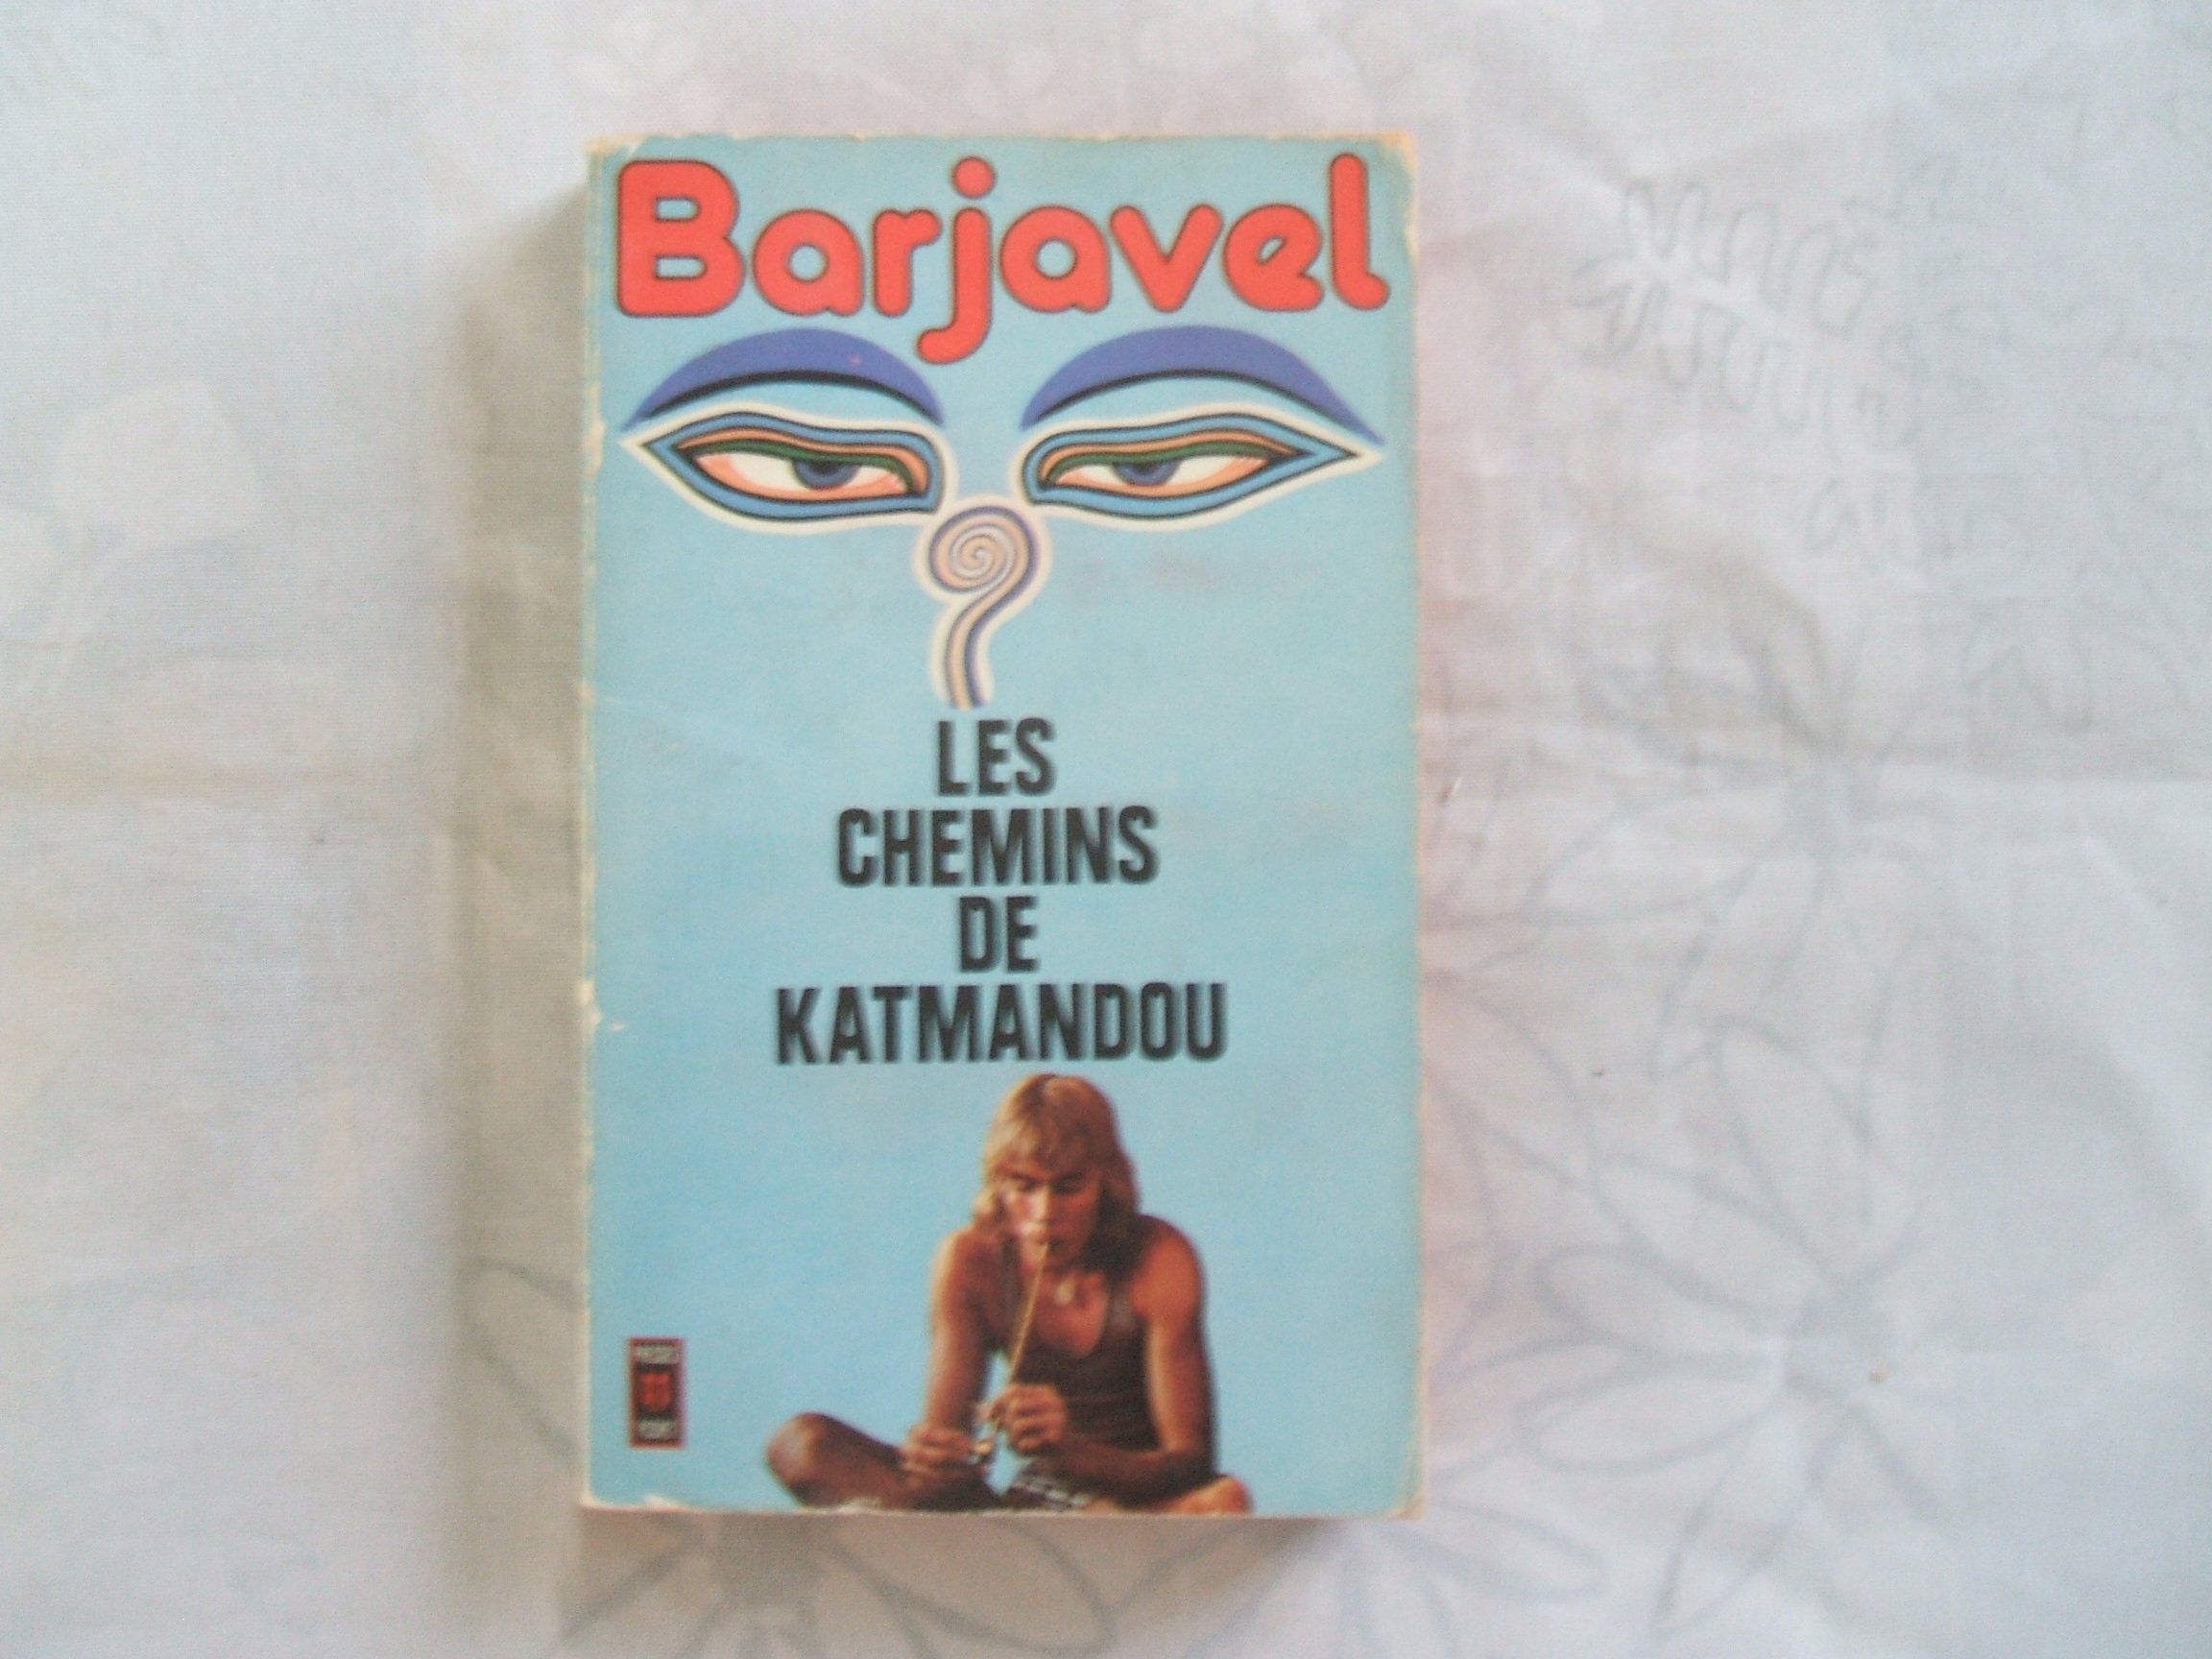 Barjavel
LES
CHEMINS
DE
KATMANDOU